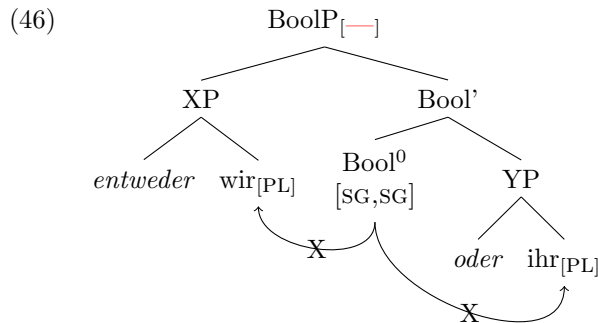 (46) BoolP[—]
XP Bool’
entweder wir[PL] Bool⁰ YP
[SG,SG]
oder ihr[PL]
X
X